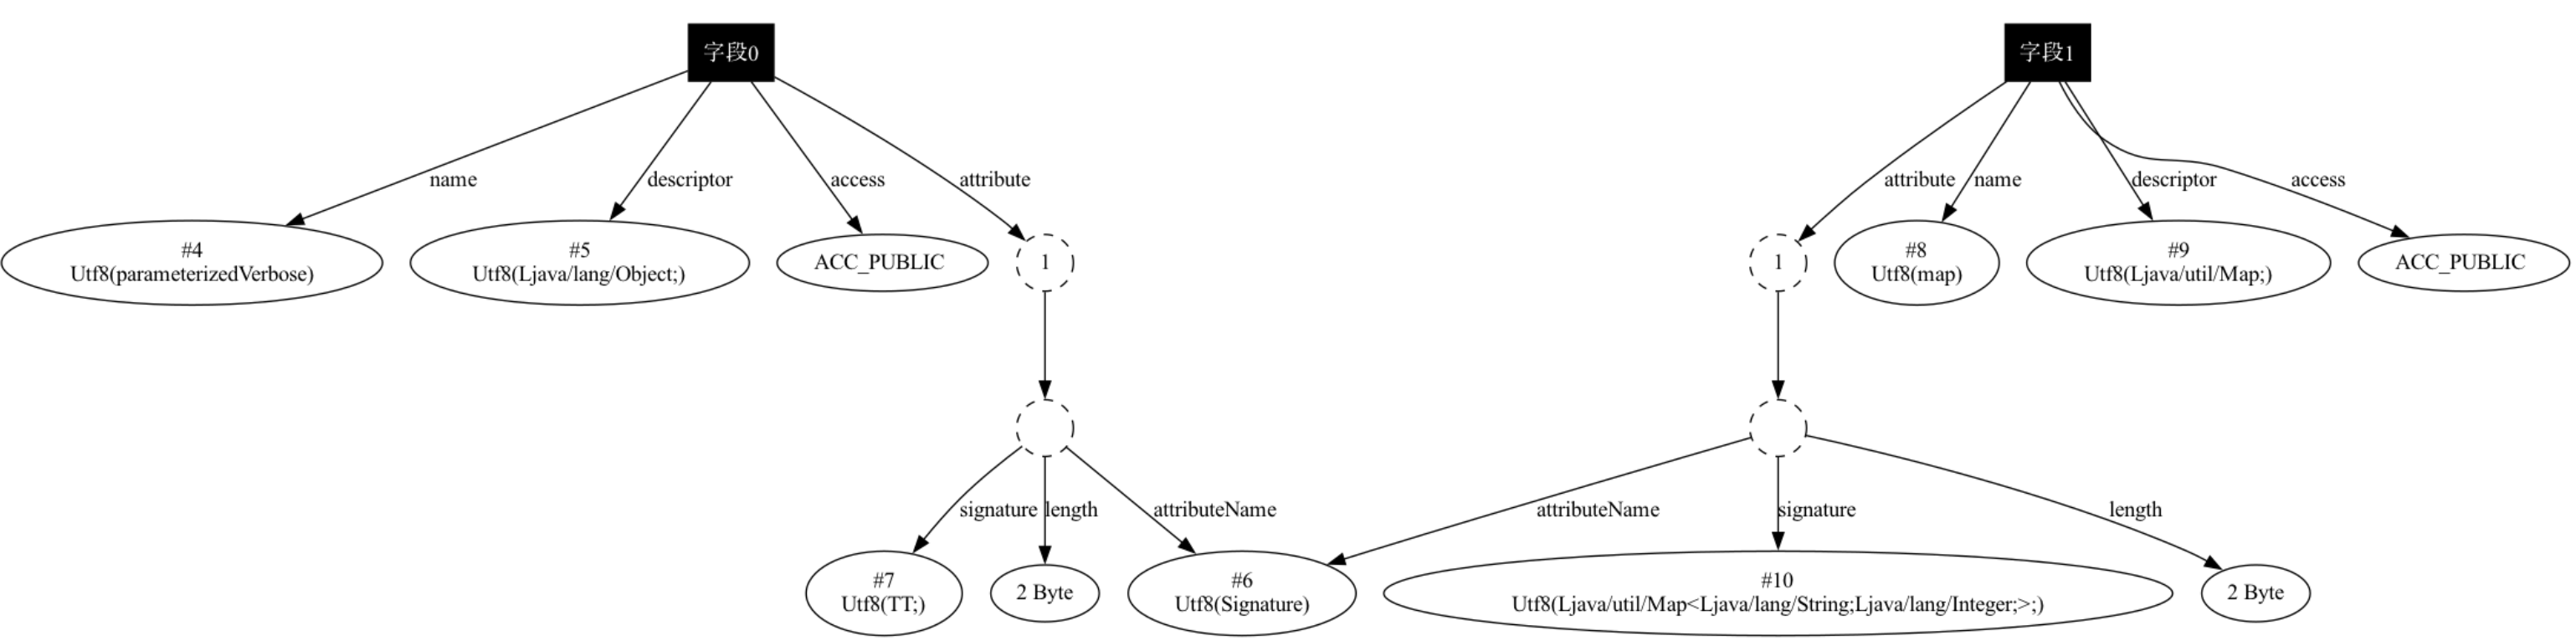 字段0
字段1
name
descriptor
access
attribute
attribute
name
descriptor
access
#4
Utf8(parameterizedVerbose)
#5
Utf8(Ljava/lang/Object;)
ACC_PUBLIC
1
1
#8
Utf8(map)
#9
Utf8(Ljava/util/Map;)
ACC_PUBLIC
signature
length
attributeName
attributeName
signature
length
#7
Utf8(TT;)
2 Byte
#6
Utf8(Signature)
#10
Utf8(Ljava/util/Map<Ljava/lang/String;Ljava/lang/Integer;>;)
2 Byte